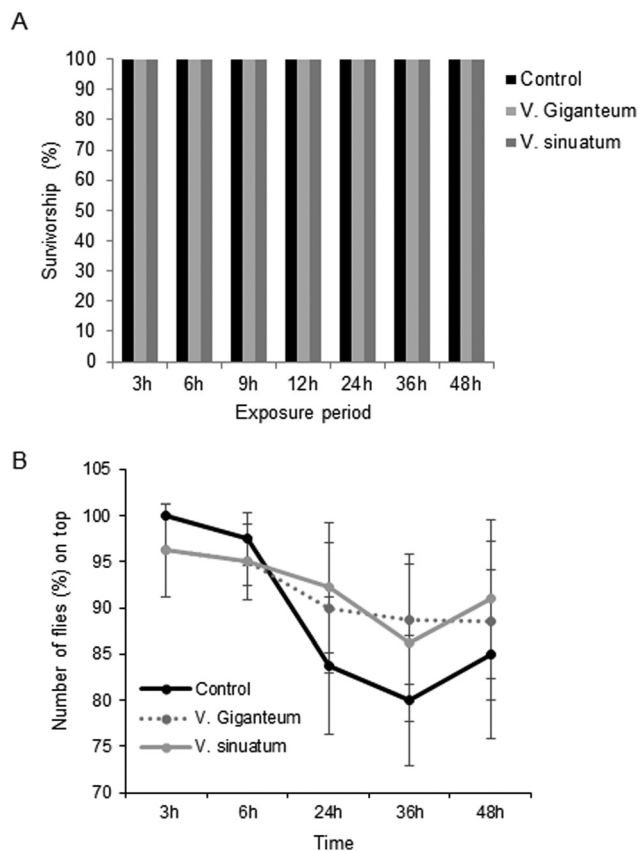 A
Survivorship (%)
100
90
80
70
60
50
40
30
20
10
0
3h 6h 9h 12h 24h 36h 48h
Exposure period
Control
V. Giganteum
V. sinuatum
B
Number of flies (%) on top
105
100
95
90
85
80
75
70
Control
V. Giganteum
V. sinuatum
3h 6h 24h 36h 48h
Time